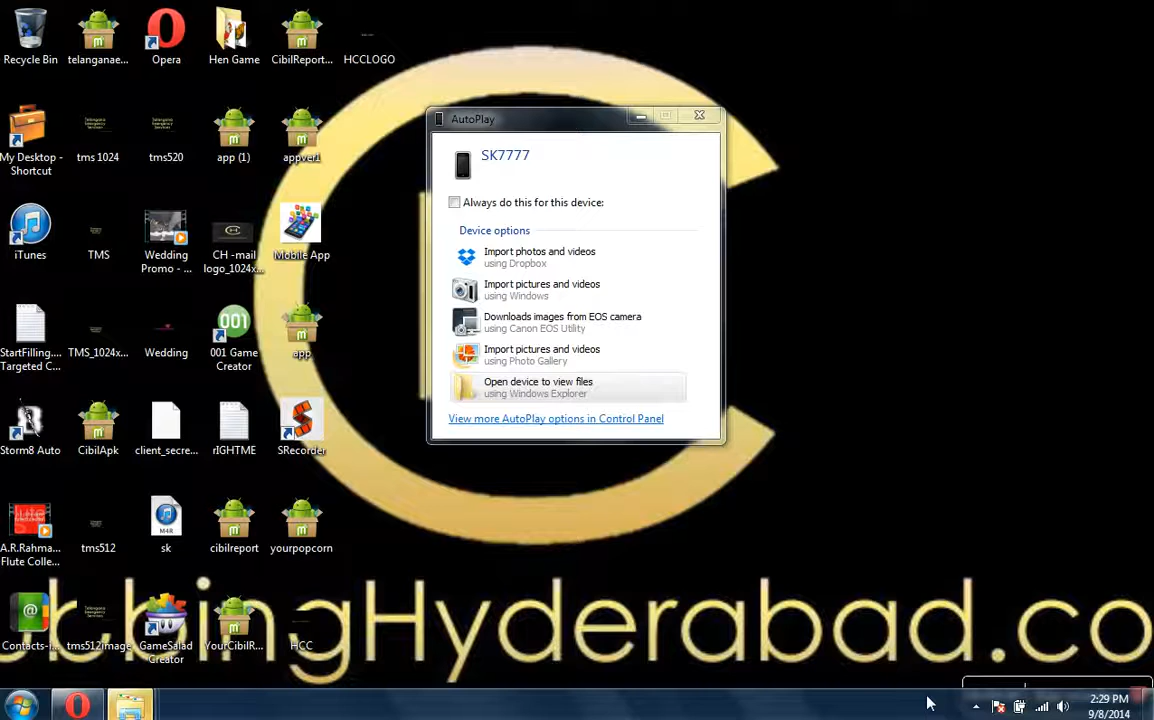 Recycle Bin
telanganae...
Opera
Hen Game
CibilReport...
HCCLOGO
My Desktop -
Shortcut
tms 1024
tms520
app (1)
appver1
iTunes
TMS
Wedding
Promo - ...
CH -mail
logo_1024x...
Mobile App
StartFilling....
Targeted C...
TMS_1024x...
Wedding
001
001 Game
Creator
app
Storm8 Auto
CibilApk
client_secre...
rIGHTME
SRecorder
A.R.Rahma...
Flute Colle...
tms512
M4R
sk
cibilreport
yourpopcorn
Contacts-
tms512image
GameSalad
Creator
YourCibilR...
HCC
AutoPlay
SK7777
Always do this for this device:
Device options
Import photos and videos
using Dropbox
Import pictures and videos
using Windows
Downloads images from EOS camera
using Canon EOS Utility
Import pictures and videos
using Photo Gallery
Open device to view files
using Windows Explorer
View more AutoPlay options in Control Panel
bbingHyderabad.co
2:29 PM
9/8/2014